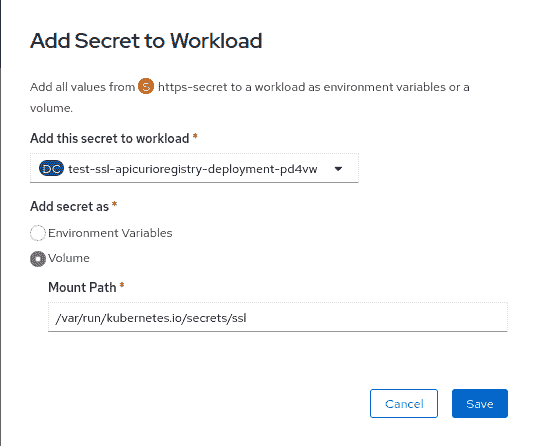 Add Secret to Workload
Add all values from S https-secret to a workload as environment variables or a
volume.
Add this secret to workload *
DC test-ssl-apicurioregistry-deployment-pd4vw
Add secret as *
Environment Variables
Volume
Mount Path *
/var/run/kubernetes.io/secrets/ssl
Cancel Save